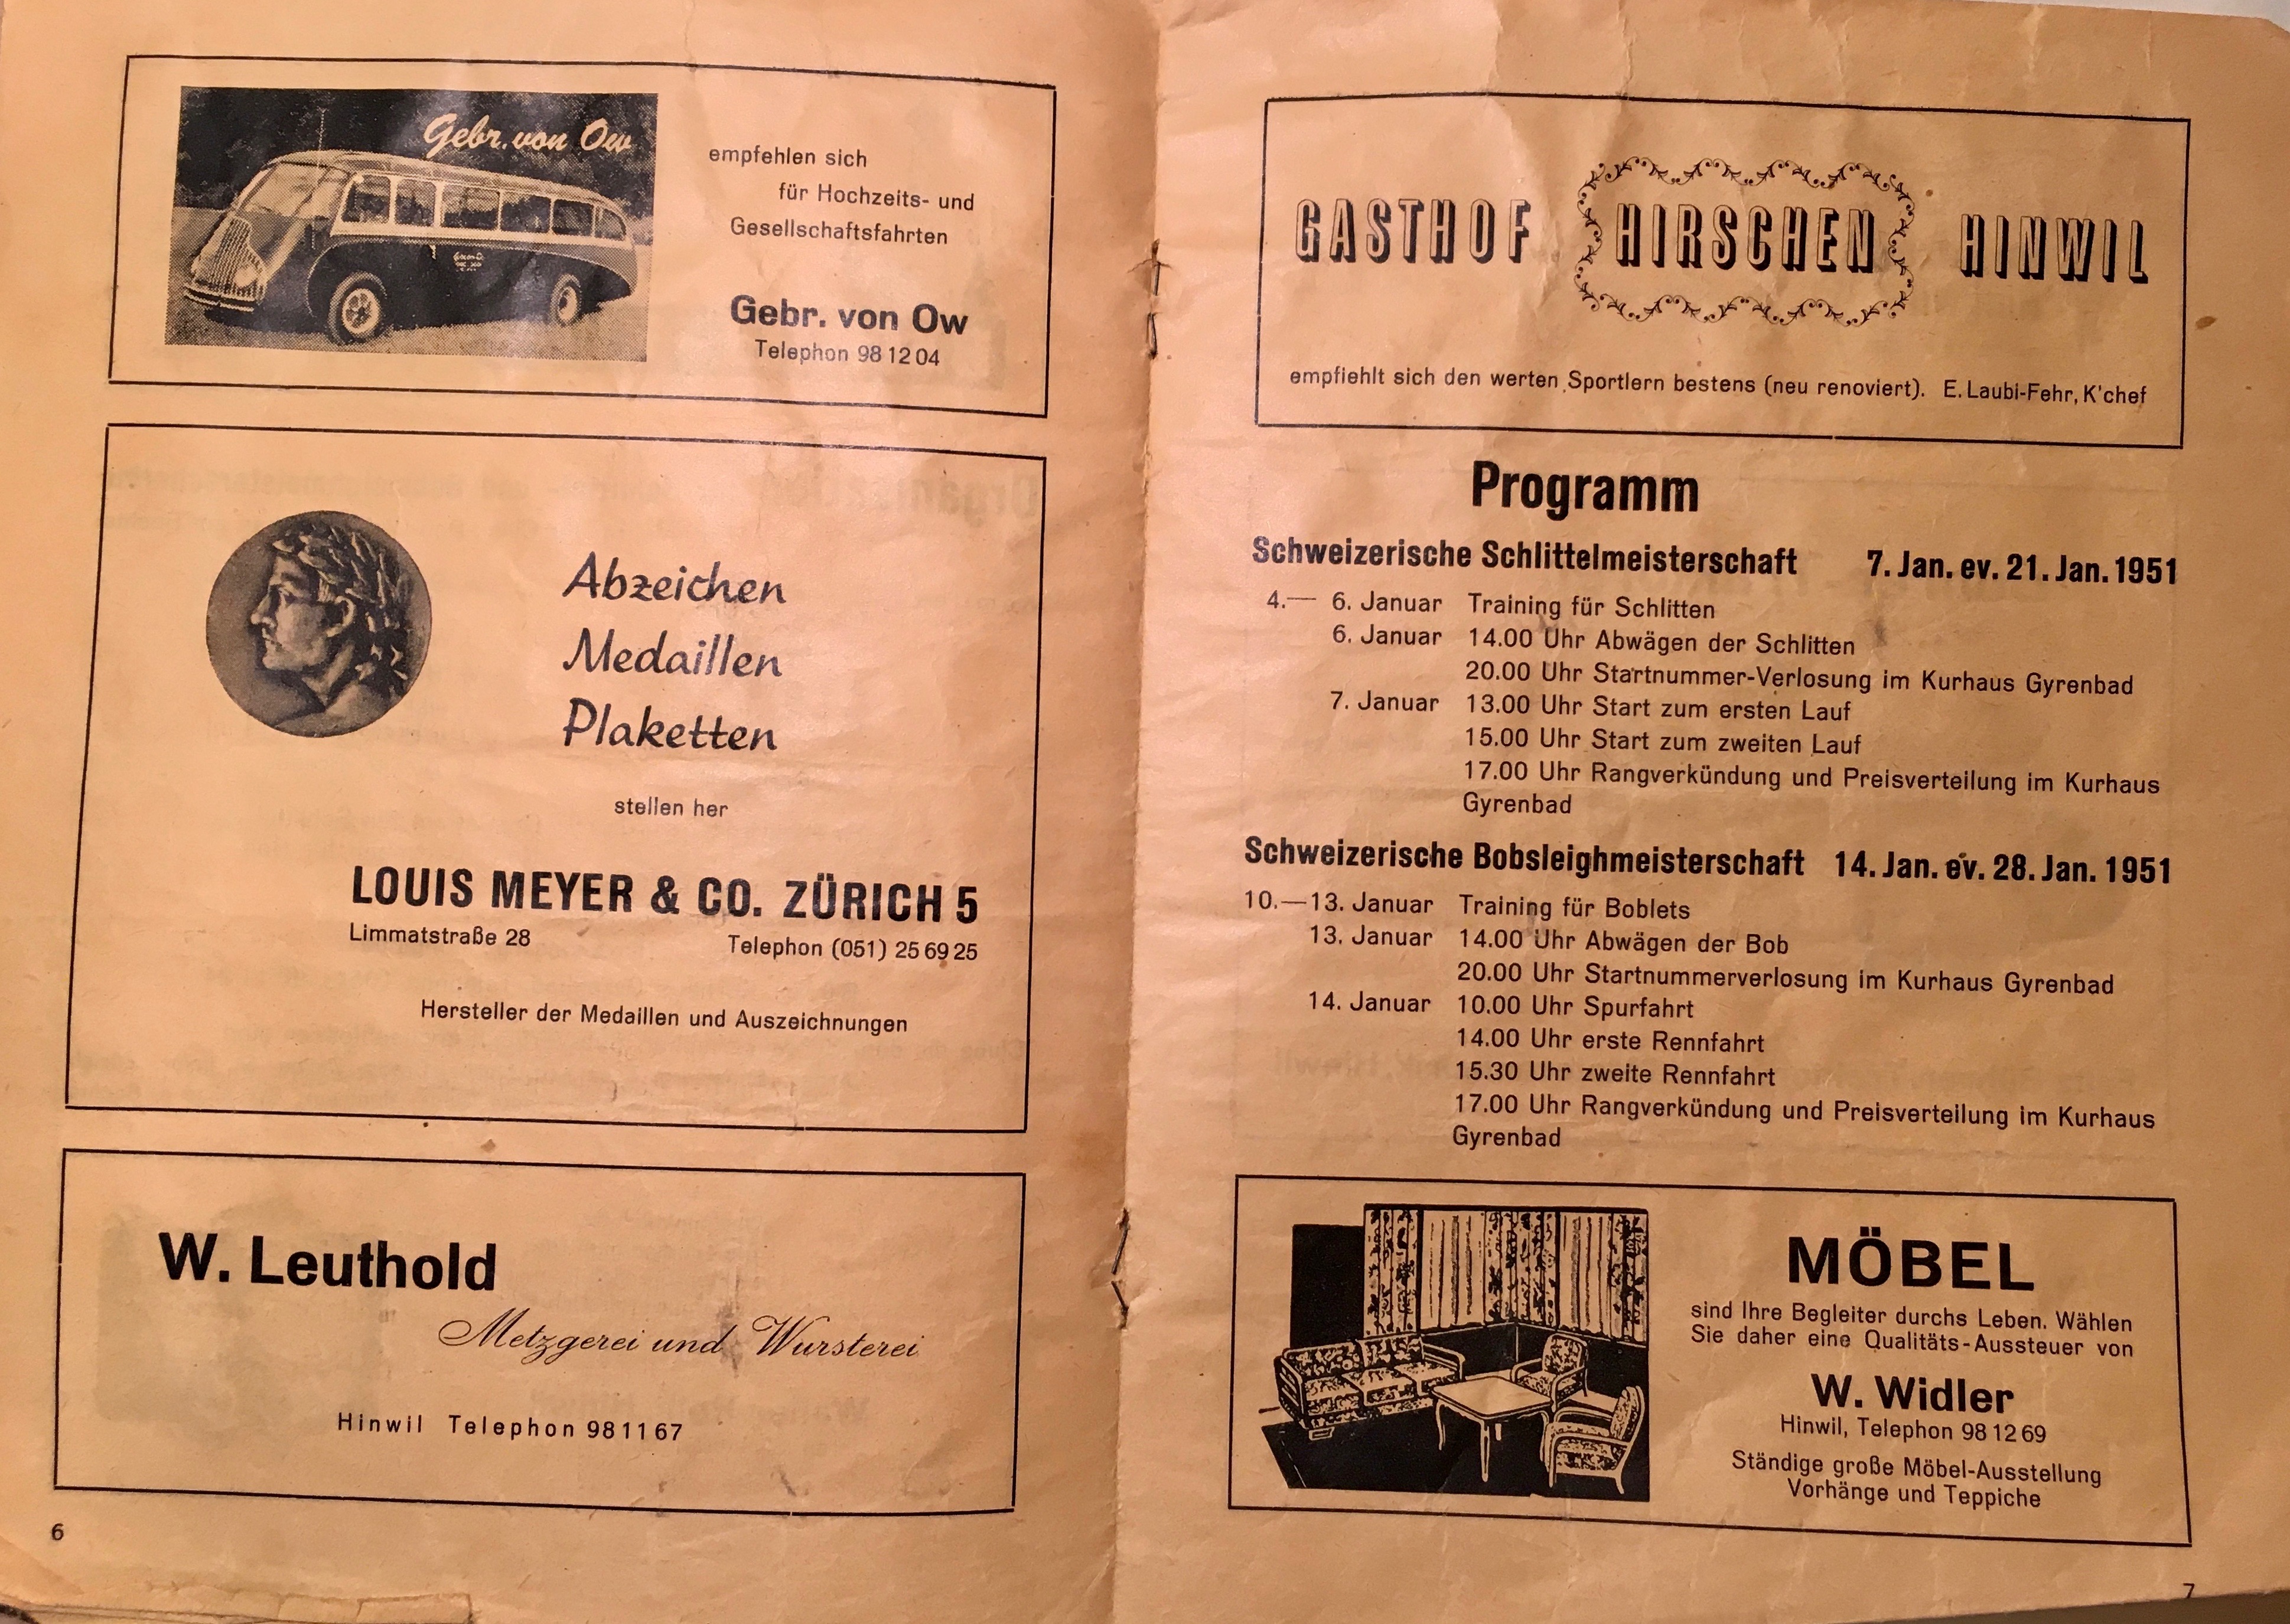 Gebr. von Ow
empfehlen sich
für Hochzeits- und
Gesellschaftsfahrten
Gebr. von Ow
Telephon 98 12 04
Abzeichen
Medaillen
Plaketten
stellen her
LOUIS MEYER & CO. ZÜRICH 5
Limmatstraße 28 Telephon (051) 25 69 25
Hersteller der Medaillen und Auszeichnungen
W. Leuthold
Metzgerei und Wursterei
Hinwil Telephon 98 11 67
6
GASTHOF HIRSCHEN HINWIL
empfiehlt sich den werten Sportlern bestens (neu renoviert). E. Laubi-Fehr, K'chef
Programm
Schweizerische Schlittelmeisterschaft 7. Jan. ev. 21. Jan. 1951
4.— 6. Januar Training für Schlitten
6. Januar 14.00 Uhr Abwägen der Schlitten
20.00 Uhr Startnummer-Verlosung im Kurhaus Gyrenbad
7. Januar 13.00 Uhr Start zum ersten Lauf
15.00 Uhr Start zum zweiten Lauf
17.00 Uhr Rangverkündung und Preisverteilung im Kurhaus
Gyrenbad
Schweizerische Bobsleighmeisterschaft 14. Jan. ev. 28. Jan. 1951
10.—13. Januar Training für Boblets
13. Januar 14.00 Uhr Abwägen der Bob
20.00 Uhr Startnummerverlosung im Kurhaus Gyrenbad
14. Januar 10.00 Uhr Spurfahrt
14.00 Uhr erste Rennfahrt
15.30 Uhr zweite Rennfahrt
17.00 Uhr Rangverkündung und Preisverteilung im Kurhaus
Gyrenbad
MÖBEL
sind Ihre Begleiter durchs Leben. Wählen
Sie daher eine Qualitäts-Aussteuer von
W. Widler
Hinwil, Telephon 98 12 69
Ständige große Möbel-Ausstellung
Vorhänge und Teppiche
7